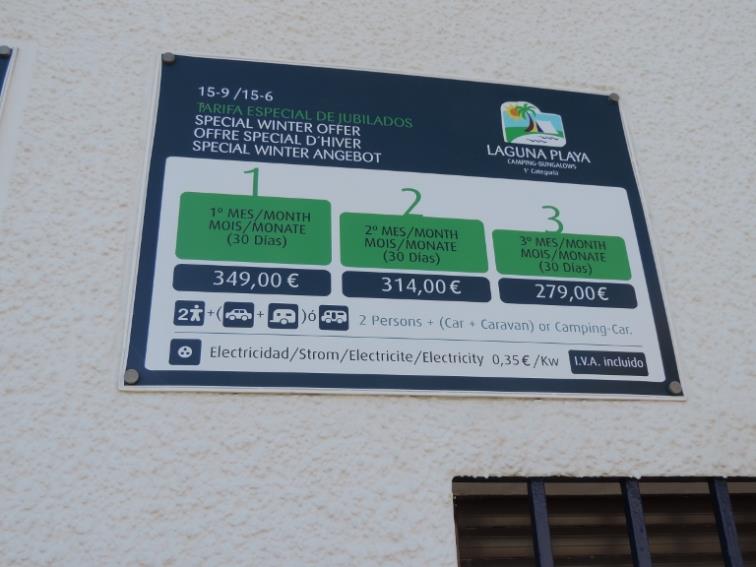 15-9 /15-6
TARIFA ESPECIAL DE JUBILADOS
SPECIAL WINTER OFFER
OFFRE SPECIAL D´HIVER
SPECIAL WINTER ANGEBOT
LAGUNA PLAYA
CAMPING-BUNGALOWS
1ª Categoría
1
1º MES/MONTH
MOIS/MONATE
(30 Días)
349,00 €
2
2º MES/MONTH
MOIS/MONATE
(30 Días)
314,00 €
3
3º MES/MONTH
MOIS/MONATE
(30 Días)
279,00 €
2 +( + )ó 2 Persons + (Car + Caravan) or Camping-Car.
Electricidad/Strom/Electricite/Electricity 0,35 € /Kw I.V.A. incluido